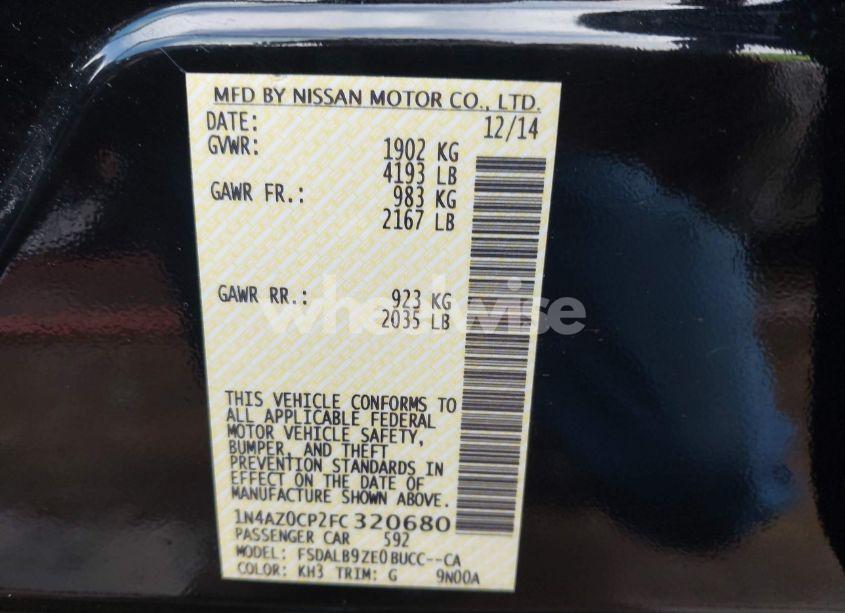 MFD BY NISSAN MOTOR CO., LTD.
DATE: 12/14
GVWR: 1902 KG
4193 LB
GAWR FR.: 983 KG
2167 LB
GAWR RR.: 923 KG
2035 LB
wheelwise
THIS VEHICLE CONFORMS TO
ALL APPLICABLE FEDERAL
MOTOR VEHICLE SAFETY,
BUMPER, AND THEFT
PREVENTION STANDARDS IN
EFFECT ON THE DATE OF
MANUFACTURE SHOWN ABOVE.
1N4AZ0CP2FC320680
PASSENGER CAR 592
MODEL: FSDALB9ZE0BUCC--CA
COLOR: KH3 TRIM: G 9N00A